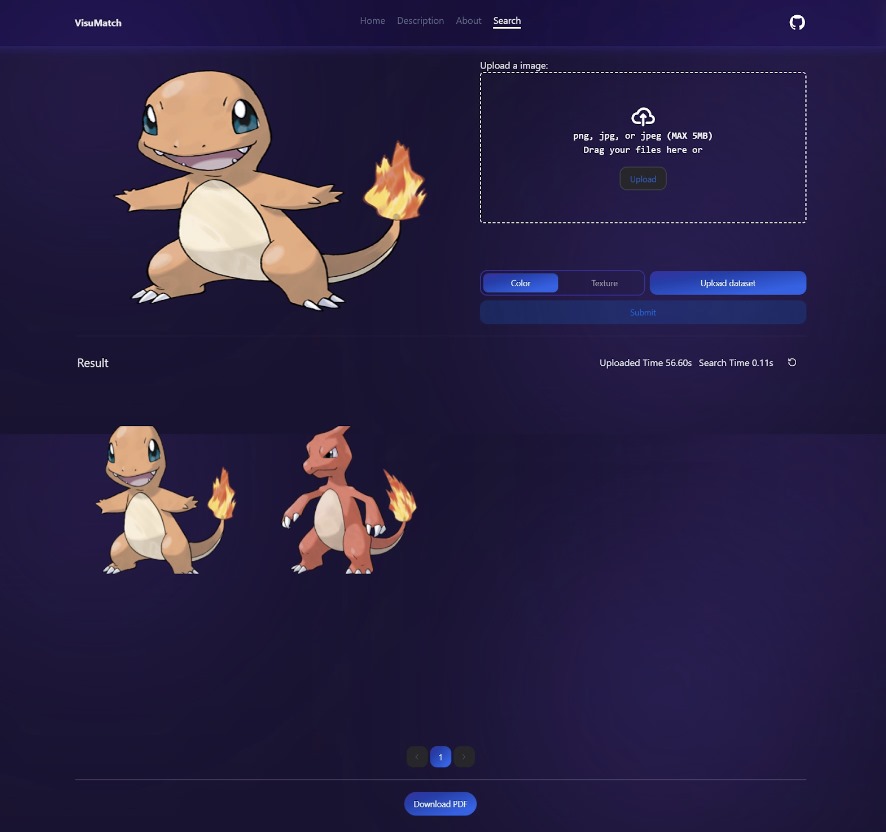 VisuMatch
Home Description About Search
Upload a image:
png, jpg, or jpeg (MAX 5MB)
Drag your files here or
Upload
Color Texture Upload dataset
Submit
Result Uploaded Time 56.60s Search Time 0.11s
1
Download PDF